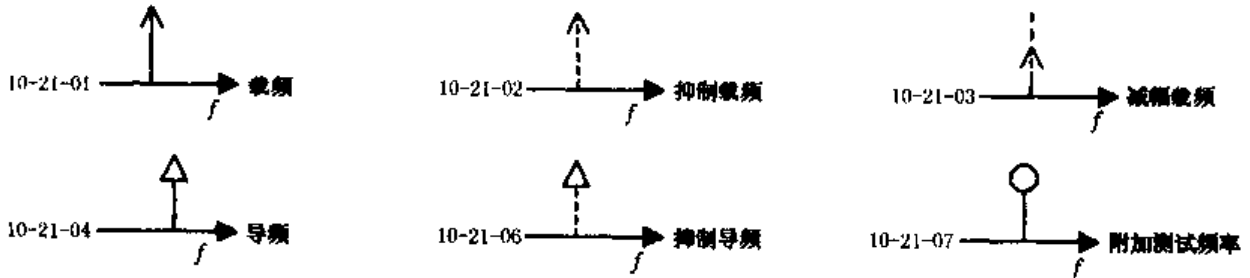 10-21-01 f 载频
10-21-02 f 抑制载频
10-21-03 f 减幅载频
10-21-04 f 导频
10-21-06 f 抑制导频
10-21-07 f 附加测试频率